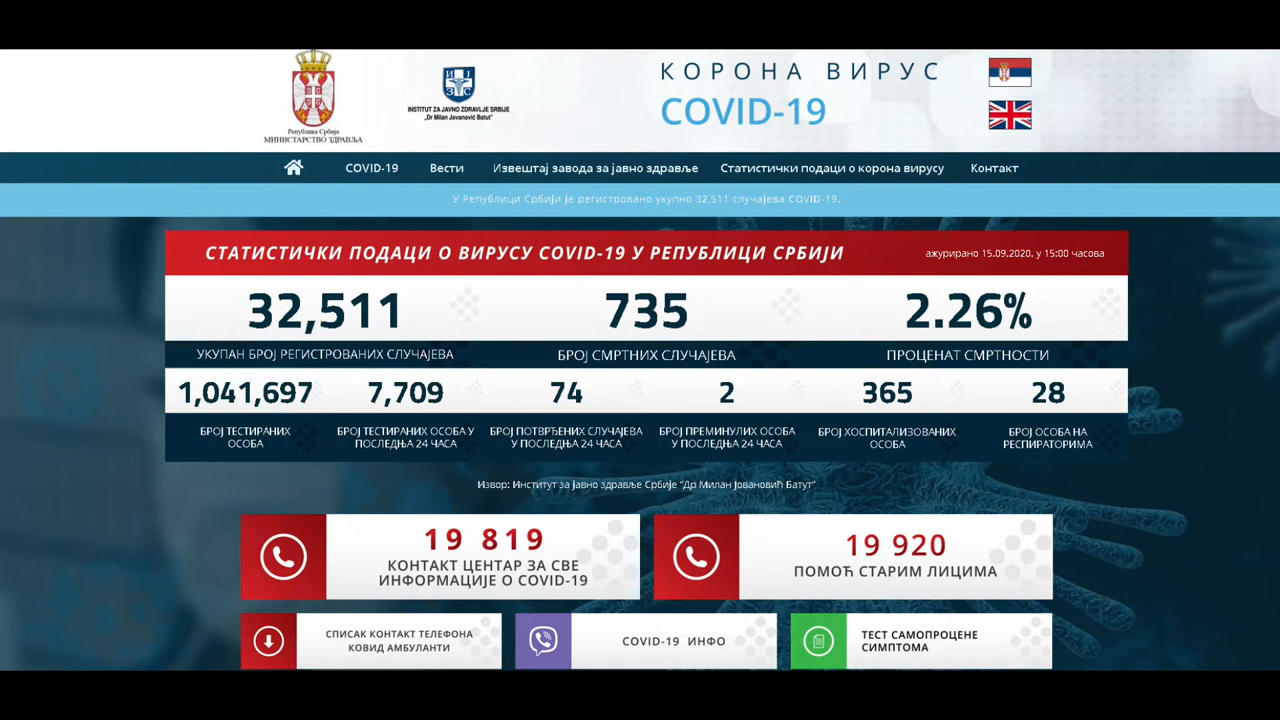 КОРОНА ВИРУС
COVID-19
Република Србија
МИНИСТАРСТВО ЗДРАВЉА
И Ј З С
INSTITUT ZA JAVNO ZDRAVLJE SRBIJE
„Dr Milan Jovanović Batut”
COVID-19 Вести Извештај завода за јавно здравље Статистички подаци о корона вирусу Контакт
У Републици Србији је регистровано укупно 32.511 случајева COVID-19.
СТАТИСТИЧКИ ПОДАЦИ О ВИРУСУ COVID-19 У РЕПУБЛИЦИ СРБИЈИ
ажурирано 15.09.2020. у 15:00 часова
32,511 735 2.26%
УКУПАН БРОЈ РЕГИСТРОВАНИХ СЛУЧАЈЕВА БРОЈ СМРТНИХ СЛУЧАЈЕВА ПРОЦЕНАТ СМРТНОСТИ
1,041,697 7,709 74 2 365 28
БРОЈ ТЕСТИРАНИХ
ОСОБА
БРОЈ ТЕСТИРАНИХ ОСОБА У
ПОСЛЕДЊА 24 ЧАСА
БРОЈ ПОТВРЂЕНИХ СЛУЧАЈЕВА
У ПОСЛЕДЊА 24 ЧАСА
БРОЈ ПРЕМИНУЛИХ ОСОБА
У ПОСЛЕДЊА 24 ЧАСА
БРОЈ ХОСПИТАЛИЗОВАНИХ
ОСОБА
БРОЈ ОСОБА НА
РЕСПИРАТОРИМА
Извор: Институт за јавно здравље Србије “Др Милан Јовановић Батут”
19 819
КОНТАКТ ЦЕНТАР ЗА СВЕ
ИНФОРМАЦИЈЕ О COVID-19
19 920
ПОМОЋ СТАРИМ ЛИЦИМА
СПИСАК КОНТАКТ ТЕЛЕФОНА
КОВИД АМБУЛАНТИ
COVID-19 ИНФО
ТЕСТ САМОПРОЦЕНЕ
СИМПТОМА